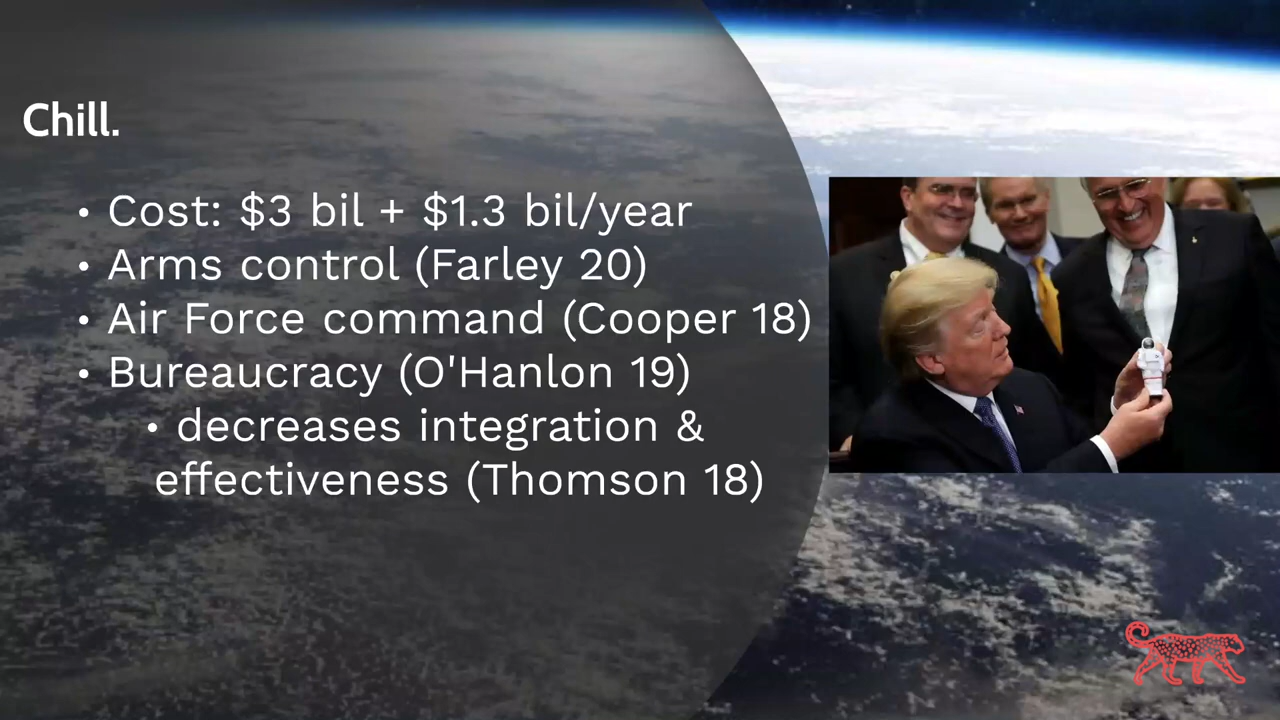 Chill.
• Cost: $3 bil + $1.3 bil/year
• Arms control (Farley 20)
• Air Force command (Cooper 18)
• Bureaucracy (O'Hanlon 19)
• decreases integration &
effectiveness (Thomson 18)